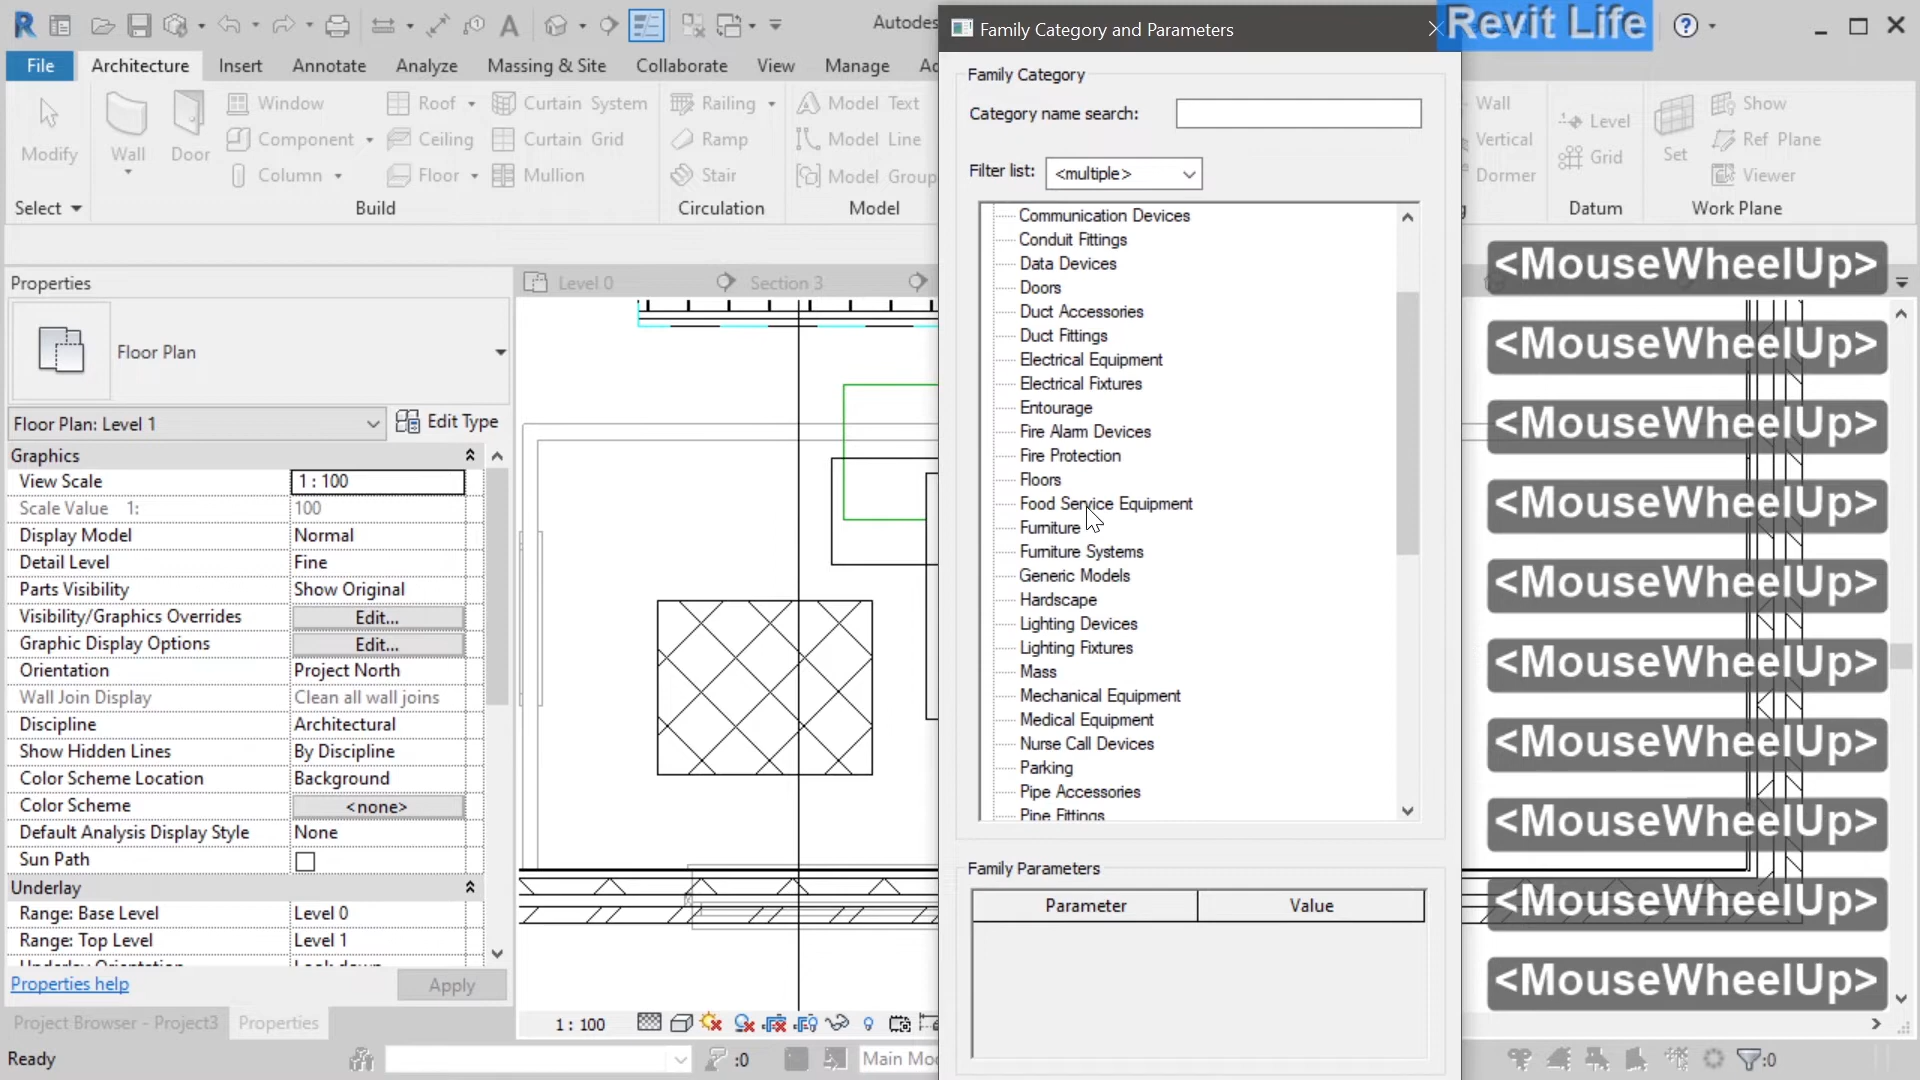 Autodes
Family Category and Parameters
Revit Life
File
Architecture
Insert
Annotate
Analyze
Massing & Site
Collaborate
View
Manage
Ad
Modify
Wall
Door
Window
Component
Column
Roof
Ceiling
Floor
Curtain System
Curtain Grid
Mullion
Railing
Ramp
Stair
Model Text
Model Line
Model Group
Select
Build
Circulation
Model
Wall
Vertical
Dormer
Level
Grid
Set
Show
Ref Plane
Viewer
Datum
Work Plane
Family Category
Category name search:
Filter list:
<multiple>
Communication Devices
Conduit Fittings
Data Devices
Doors
Duct Accessories
Duct Fittings
Electrical Equipment
Electrical Fixtures
Entourage
Fire Alarm Devices
Fire Protection
Floors
Food Service Equipment
Furniture
Furniture Systems
Generic Models
Hardscape
Lighting Devices
Lighting Fixtures
Mass
Mechanical Equipment
Medical Equipment
Nurse Call Devices
Parking
Pipe Accessories
Pipe Fittings
Family Parameters
Parameter Value
Properties
Floor Plan
Floor Plan: Level 1
Edit Type
Graphics
View Scale 1 : 100
Scale Value 1: 100
Display Model Normal
Detail Level Fine
Parts Visibility Show Original
Visibility/Graphics Overrides Edit...
Graphic Display Options Edit...
Orientation Project North
Wall Join Display Clean all wall joins
Discipline Architectural
Show Hidden Lines By Discipline
Color Scheme Location Background
Color Scheme <none>
Default Analysis Display Style None
Sun Path
Underlay
Range: Base Level Level 0
Range: Top Level Level 1
Properties help
Apply
Project Browser - Project3
Properties
Ready
Level 0
Section 3
1 : 100
:0
Main Mod
:0
<MouseWheelUp>
<MouseWheelUp>
<MouseWheelUp>
<MouseWheelUp>
<MouseWheelUp>
<MouseWheelUp>
<MouseWheelUp>
<MouseWheelUp>
<MouseWheelUp>
<MouseWheelUp>